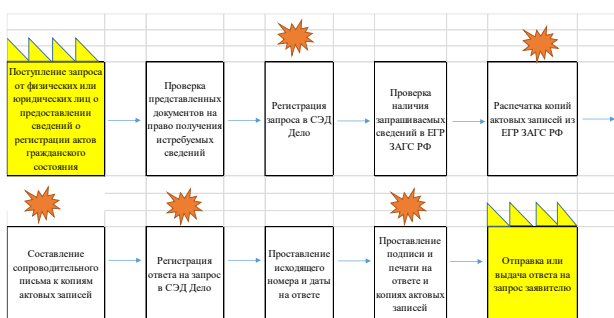 Поступление запроса
от физических или
юридических лиц о
предоставлении
сведений о
регистрации актов
гражданского
состояния
Проверка
представленных
документов на
право получения
истребуемых
сведений
Регистрация
запроса в СЭД
Дело
Проверка
наличия
запрашиваемых
сведений в ЕГР
ЗАГС РФ
Распечатка копий
актовых записей из
ЕГР ЗАГС РФ
Составление
сопроводительного
письма к копиям
актовых записей
Регистрация
ответа на запрос
в СЭД Дело
Проставление
исходящего
номера и даты
на ответе
Проставление
подписи и
печати на
ответе и
копиях актовых
записей
Отправка или
выдача ответа на
запрос заявителю